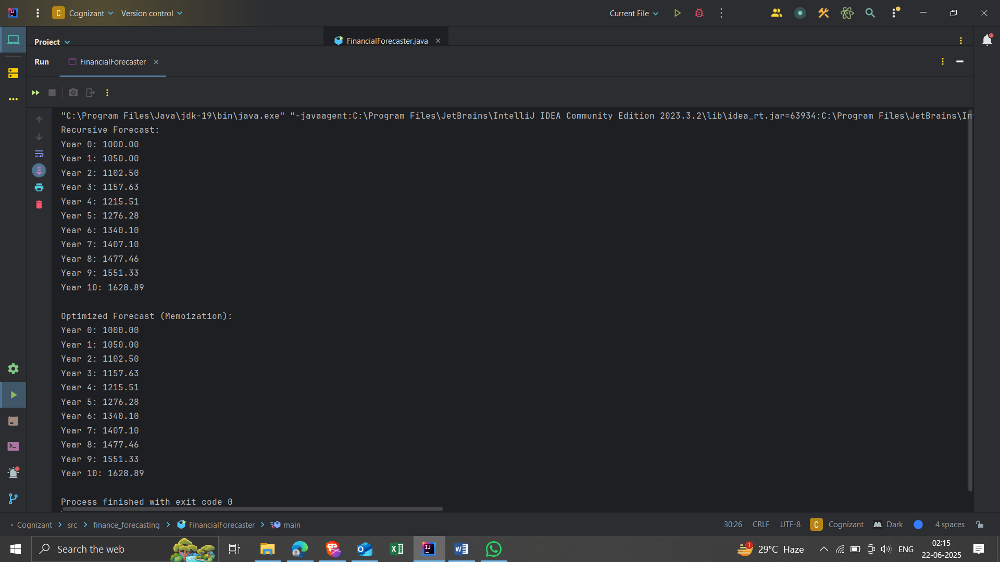 C Cognizant Version control Current File
Project FinancialForecaster.java
Run FinancialForecaster
"C:\Program Files\Java\jdk-19\bin\java.exe" "-javaagent:C:\Program Files\JetBrains\IntelliJ IDEA Community Edition 2023.3.2\lib\idea_rt.jar=63934:C:\Program Files\JetBrains\In
Recursive Forecast:
Year 0: 1000.00
Year 1: 1050.00
Year 2: 1102.50
Year 3: 1157.63
Year 4: 1215.51
Year 5: 1276.28
Year 6: 1340.10
Year 7: 1407.10
Year 8: 1477.46
Year 9: 1551.33
Year 10: 1628.89
Optimized Forecast (Memoization):
Year 0: 1000.00
Year 1: 1050.00
Year 2: 1102.50
Year 3: 1157.63
Year 4: 1215.51
Year 5: 1276.28
Year 6: 1340.10
Year 7: 1407.10
Year 8: 1477.46
Year 9: 1551.33
Year 10: 1628.89
Process finished with exit code 0
Cognizant > src > finance_forecasting > FinancialForecaster > main 30:26 CRLF UTF-8 C Cognizant Dark 4 spaces
Search the web 1 29°C Haze ENG 02:15
22-06-2025